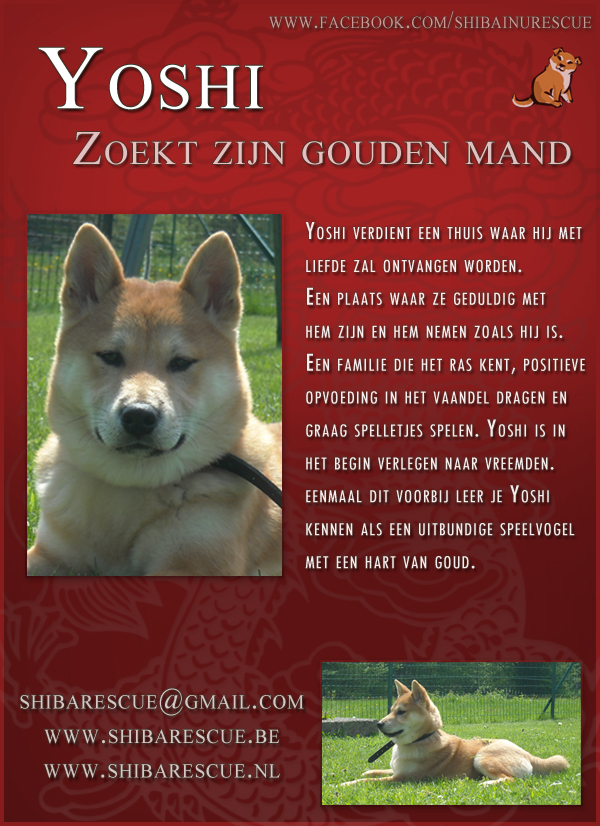 www.facebook.com/shibainurescue
Yoshi
Zoekt zijn gouden mand
Yoshi verdient een thuis waar hij met
liefde zal ontvangen worden.
Een plaats waar ze geduldig met
hem zijn en hem nemen zoals hij is.
Een familie die het ras kent, positieve
opvoeding in het vaandel dragen en
graag spelletjes spelen. Yoshi is in
het begin verlegen naar vreemden.
eenmaal dit voorbij leer je Yoshi
kennen als een uitbundige speelvogel
met een hart van goud.
shibarescue@gmail.com
www.shibarescue.be
www.shibarescue.nl